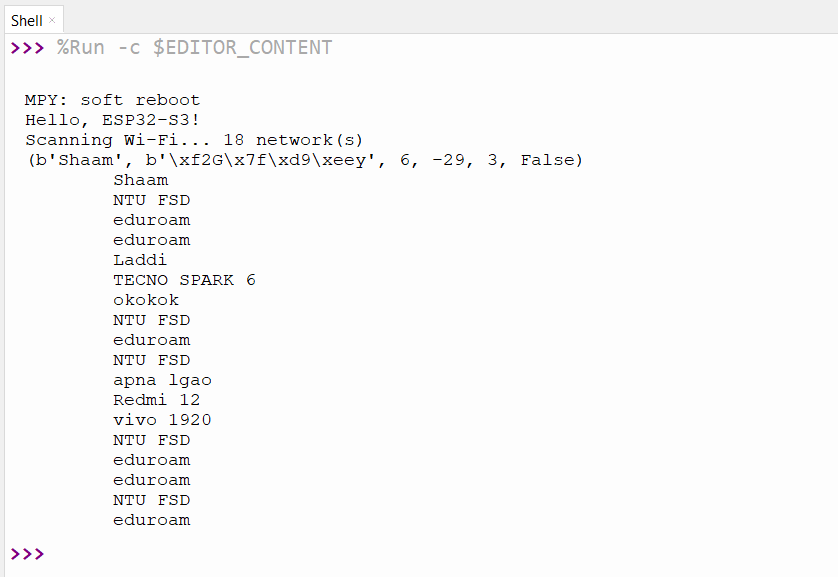 Shell ×
>>> %Run -c $EDITOR_CONTENT
MPY: soft reboot
Hello, ESP32-S3!
Scanning Wi-Fi... 18 network(s)
(b'Shaam', b'\xf2G\x7f\xd9\xeey', 6, -29, 3, False)
Shaam
NTU FSD
eduroam
eduroam
Laddi
TECNO SPARK 6
okokok
NTU FSD
eduroam
NTU FSD
apna lgao
Redmi 12
vivo 1920
NTU FSD
eduroam
eduroam
NTU FSD
eduroam
>>>